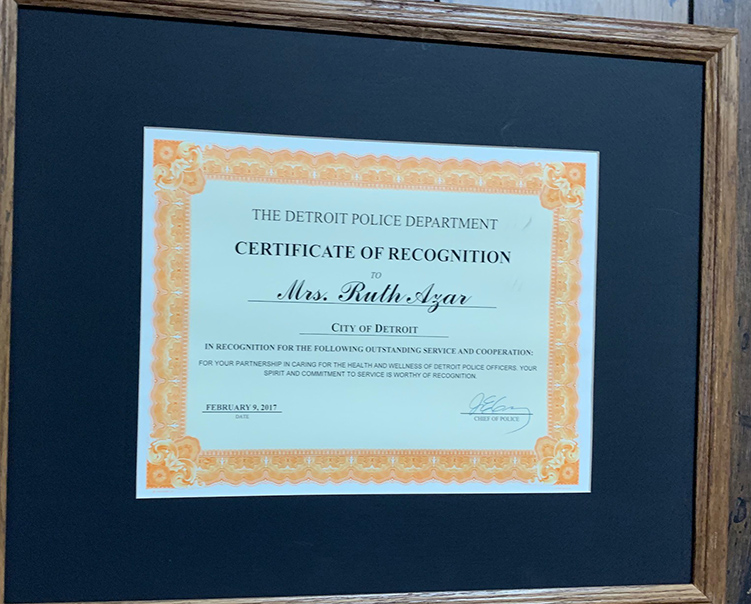 THE DETROIT POLICE DEPARTMENT
CERTIFICATE OF RECOGNITION
TO
Mrs. Ruth Azar
CITY OF DETROIT
IN RECOGNITION FOR THE FOLLOWING OUTSTANDING SERVICE AND COOPERATION:
FOR YOUR PARTNERSHIP IN CARING FOR THE HEALTH AND WELLNESS OF DETROIT POLICE OFFICERS. YOUR
SPIRIT AND COMMITMENT TO SERVICE IS WORTHY OF RECOGNITION.
FEBRUARY 9, 2017
DATE
CHIEF OF POLICE